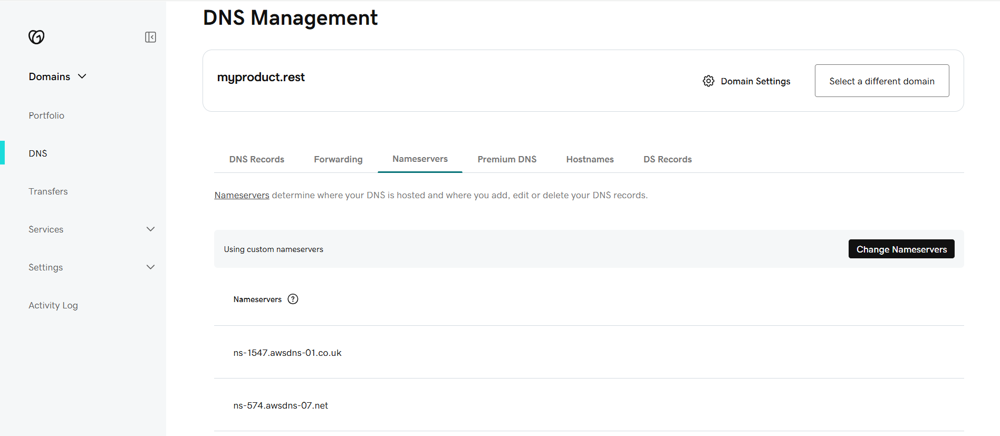 DNS Management
Domains
Portfolio
DNS
Transfers
Services
Settings
Activity Log
myproduct.rest
Domain Settings
Select a different domain
DNS Records Forwarding Nameservers Premium DNS Hostnames DS Records
Nameservers determine where your DNS is hosted and where you add, edit or delete your DNS records.
Using custom nameservers
Change Nameservers
Nameservers ?
ns-1547.awsdns-01.co.uk
ns-574.awsdns-07.net